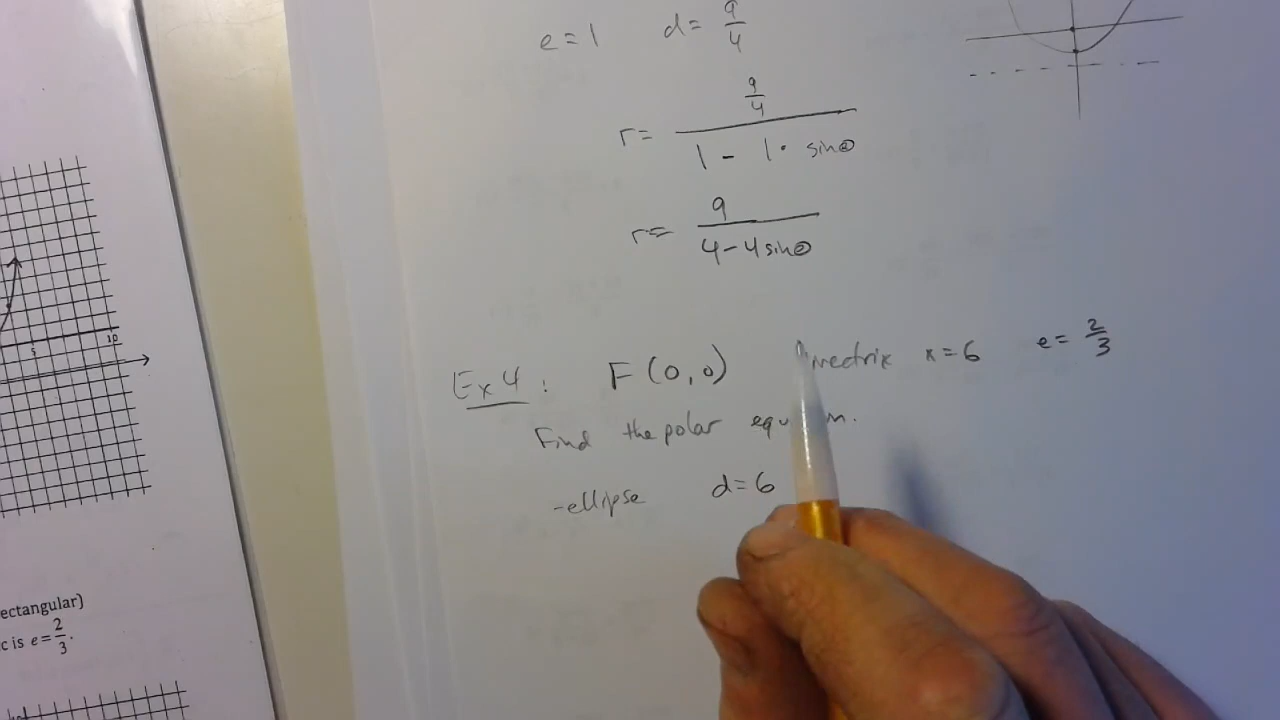 e=1 d=9/4
r= 9/4 / 1 - 1· sinθ
r= 9 / 4-4sinθ
Ex 4: F(0,0) x=6 e=2/3
Find the polar
-ellipse d=6
5 10
ectangular)
c is e=2/3.